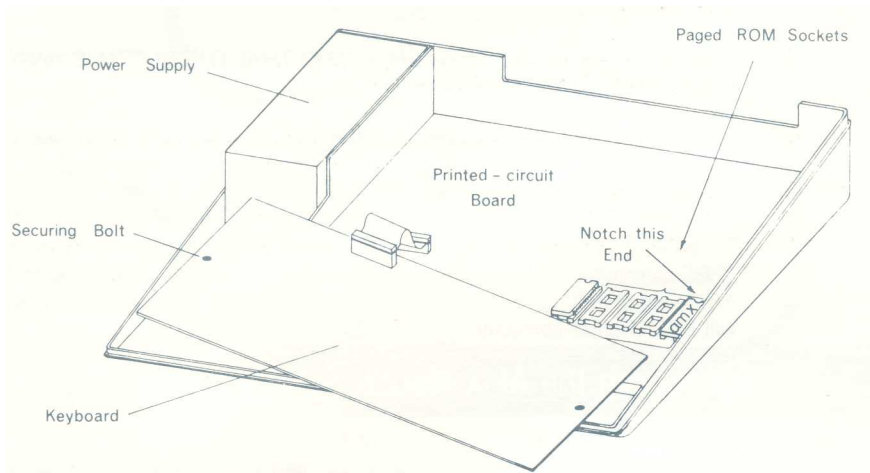 Paged ROM Sockets
Power Supply
Printed - circuit
Board
Securing Bolt
Notch this
End
amx
Keyboard